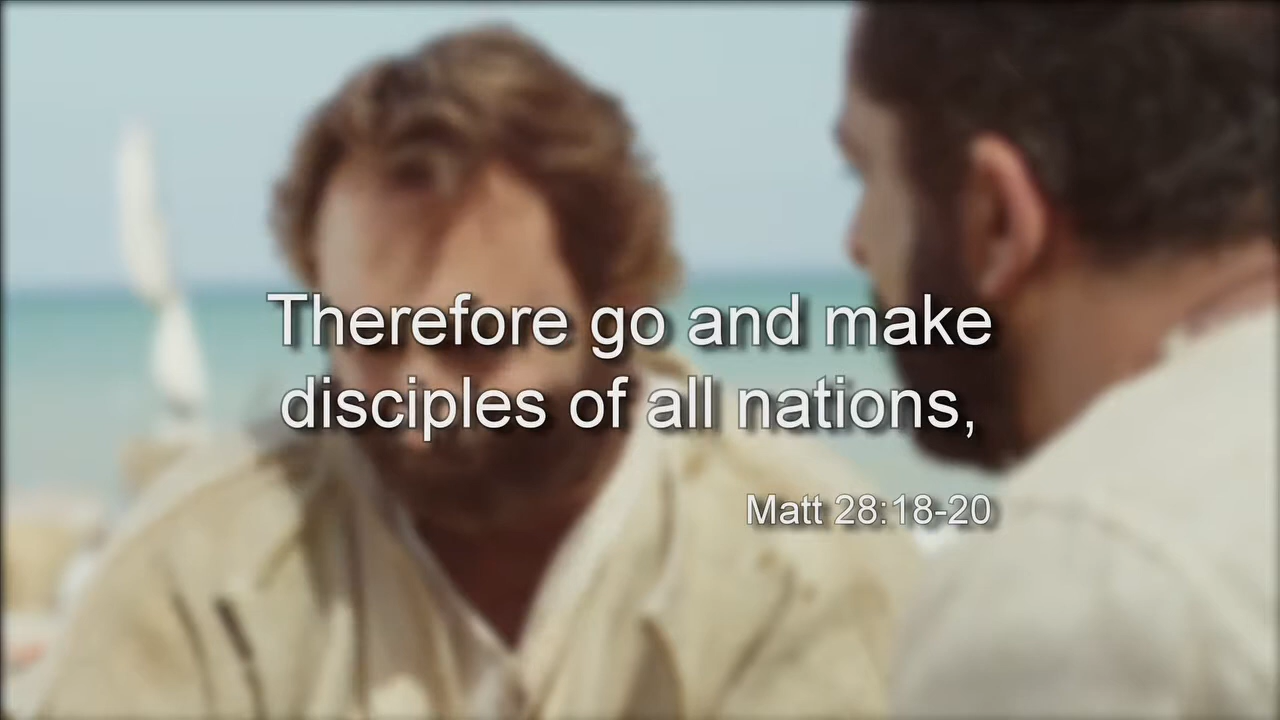 Therefore go and make
disciples of all nations,
Matt 28:18-20